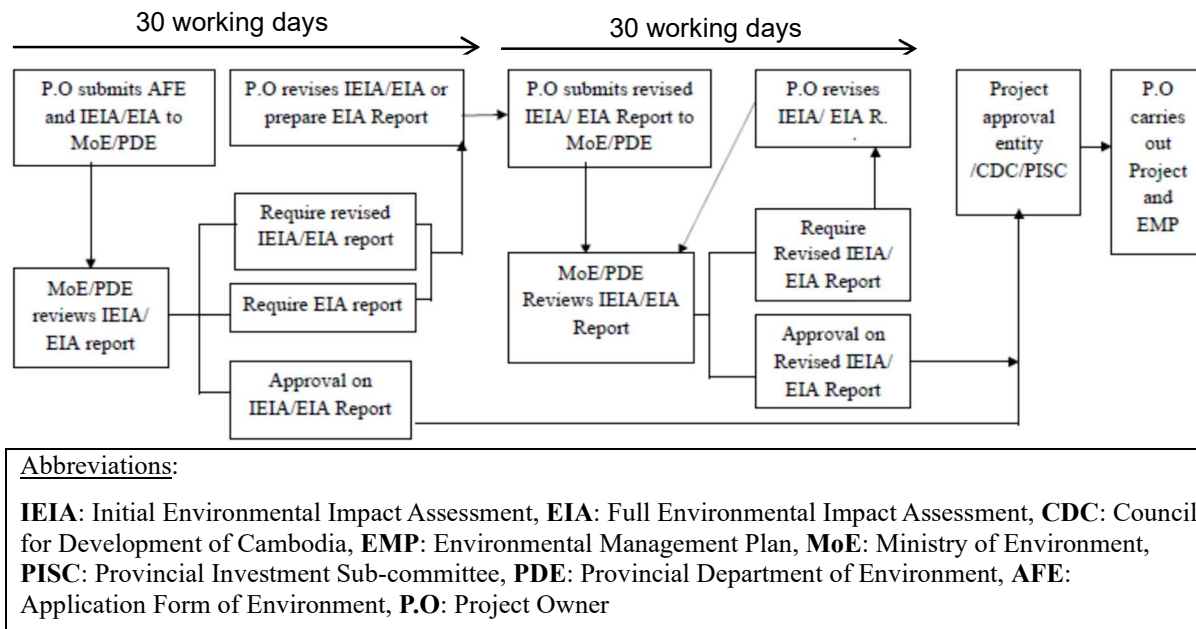 30 working days
30 working days
P.O submits AFE
and IEIA/EIA to
MoE/PDE
P.O revises IEIA/EIA or
prepare EIA Report
P.O submits revised
IEIA/ EIA Report to
MoE/PDE
P.O revises
IEIA/ EIA R.
.
Project
approval
entity
/CDC/PISC
P.O
carries
out
Project
and
EMP
Require revised
IEIA/EIA report
MoE/PDE
reviews IEIA/
EIA report
Require EIA report
Approval on
IEIA/EIA Report
MoE/PDE
Reviews IEIA/EIA
Report
Require
Revised IEIA/
EIA Report
Approval on
Revised IEIA/
EIA Report
Abbreviations:
IEIA: Initial Environmental Impact Assessment, EIA: Full Environmental Impact Assessment, CDC: Council
for Development of Cambodia, EMP: Environmental Management Plan, MoE: Ministry of Environment,
PISC: Provincial Investment Sub-committee, PDE: Provincial Department of Environment, AFE:
Application Form of Environment, P.O: Project Owner